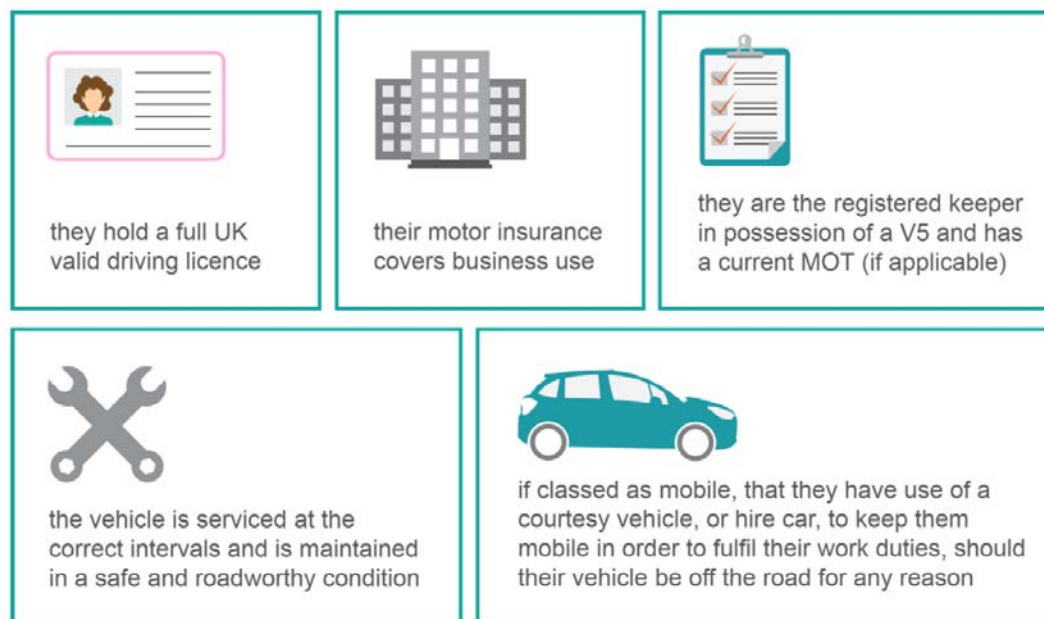 they hold a full UK
valid driving licence
their motor insurance
covers business use
they are the registered keeper
in possession of a V5 and has
a current MOT (if applicable)
the vehicle is serviced at the
correct intervals and is maintained
in a safe and roadworthy condition
if classed as mobile, that they have use of a
courtesy vehicle, or hire car, to keep them
mobile in order to fulfil their work duties, should
their vehicle be off the road for any reason